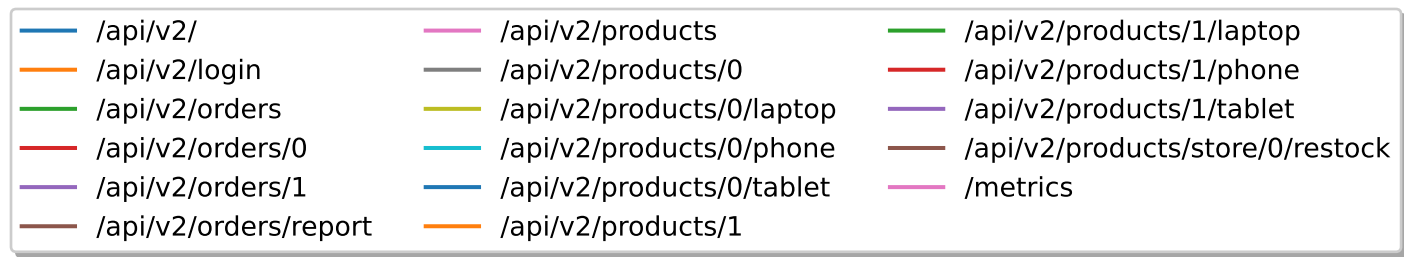 /api/v2/
/api/v2/login
/api/v2/orders
/api/v2/orders/0
/api/v2/orders/1
/api/v2/orders/report
/api/v2/products
/api/v2/products/0
/api/v2/products/0/laptop
/api/v2/products/0/phone
/api/v2/products/0/tablet
/api/v2/products/1
/api/v2/products/1/laptop
/api/v2/products/1/phone
/api/v2/products/1/tablet
/api/v2/products/store/0/restock
/metrics